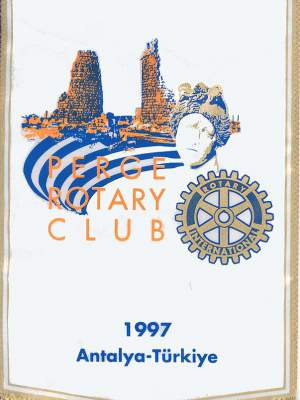 PERGE
ROTARY
CLUB
ROTARY
INTERNATIONAL
1997
Antalya-Türkiye